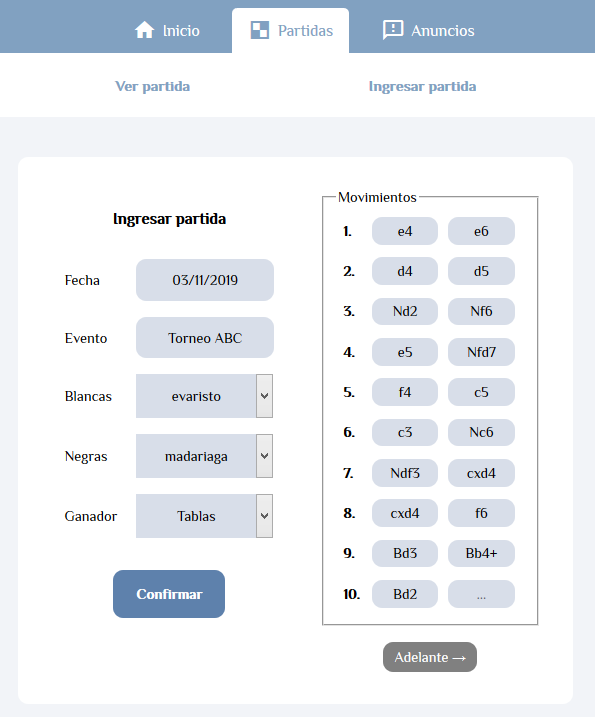 Inicio Partidas Anuncios
Ver partida Ingresar partida
Ingresar partida
Fecha 03/11/2019
Evento Torneo ABC
Blancas evaristo
Negras madariaga
Ganador Tablas
Confirmar
Movimientos
1. e4 e6
2. d4 d5
3. Nd2 Nf6
4. e5 Nfd7
5. f4 c5
6. c3 Nc6
7. Ndf3 cxd4
8. cxd4 f6
9. Bd3 Bb4+
10. Bd2 ...
Adelante →